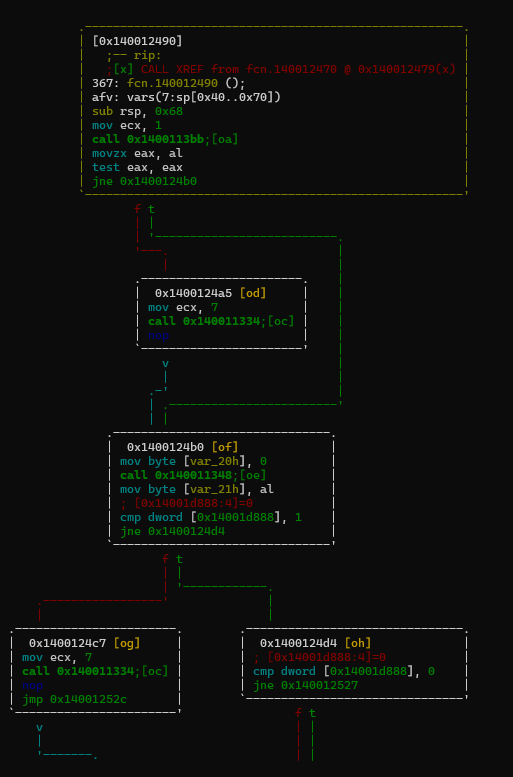 [0x140012490]
;-- rip:
;[x] CALL XREF from fcn.140012470 @ 0x140012479(x)
367: fcn.140012490 ();
afv: vars(7:sp[0x40..0x70])
sub rsp, 0x68
mov ecx, 1
call 0x1400113bb;[oa]
movzx eax, al
test eax, eax
jne 0x1400124b0
f t
0x1400124a5 [od]
mov ecx, 7
call 0x140011334;[oc]
nop
v
0x1400124b0 [of]
mov byte [var_20h], 0
call 0x140011348;[oe]
mov byte [var_21h], al
; [0x14001d888:4]=0
cmp dword [0x14001d888], 1
jne 0x1400124d4
f t
0x1400124c7 [og]
mov ecx, 7
call 0x140011334;[oc]
nop
jmp 0x14001252c
v
0x1400124d4 [oh]
; [0x14001d888:4]=0
cmp dword [0x14001d888], 0
jne 0x140012527
f t